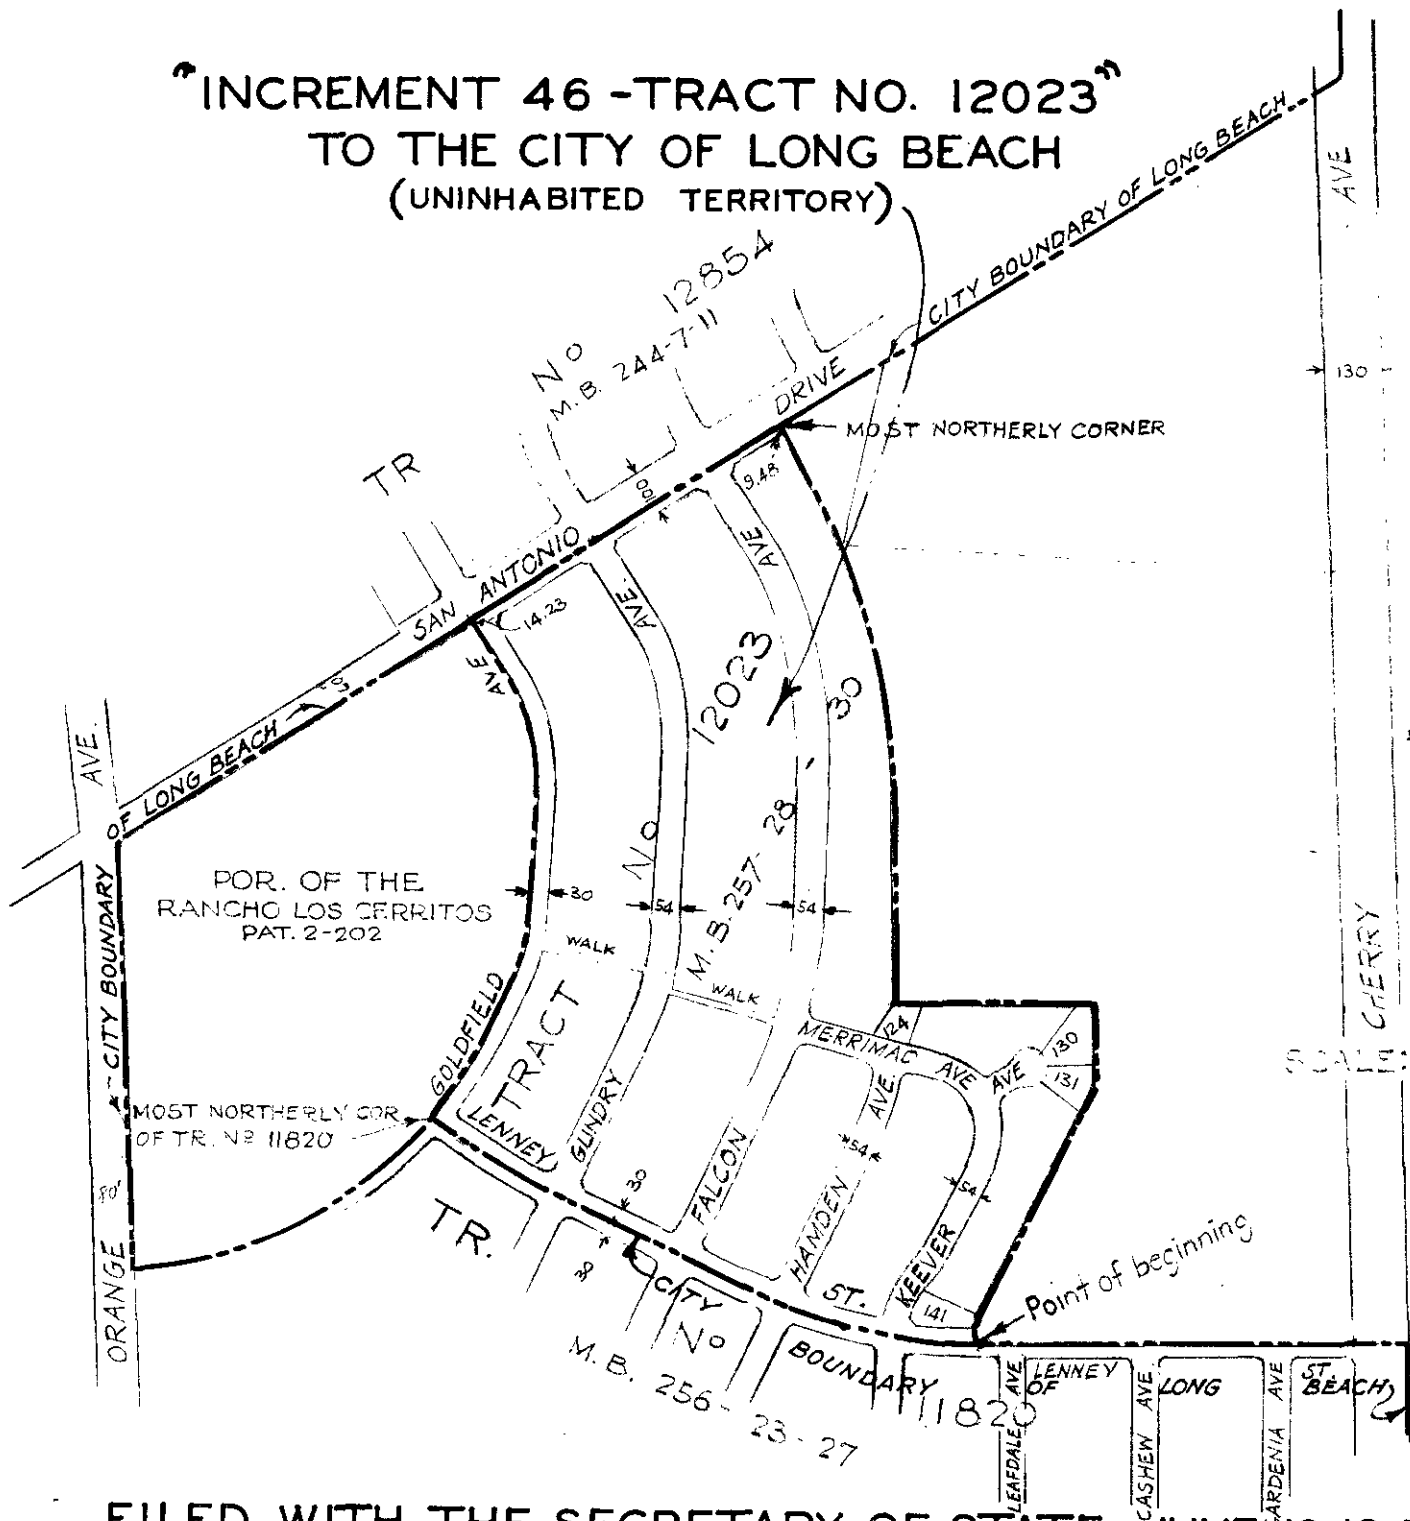 "INCREMENT 46 - TRACT NO. 12023"
TO THE CITY OF LONG BEACH
(UNINHABITED TERRITORY)
CITY BOUNDARY OF LONG BEACH
AVE
130
TR
No 12854
M.B. 244-7-11
DRIVE
MOST NORTHERLY CORNER
9.48
100
SAN ANTONIO
14.23
AVE
AVE.
AVE
60'
OF LONG BEACH
AVE.
12023
30
No
M.B. 257-28
POR. OF THE
RANCHO LOS CERRITOS
PAT. 2-202
30
54
54
WALK
WALK
CITY BOUNDARY
GOLDFIELD
TRACT
CHERRY
SCALE:
124
MERRIMAC AVE
AVE
130
131
MOST NORTHERLY COR.
OF TR. Nº 11820
LENNEY
GUNDRY
FALCON
AVE.
54
HAMDEN
54
KEEVER
80'
ORANGE
TR.
30
30
CITY
No
ST.
141
Point of beginning
BOUNDARY
M.B. 256-23-27
11820
LENNEY
ST.
OF
LONG
BEACH
LEAFDALE AVE
CASHEW AVE
ARDENIA AVE
FILED WITH THE SECRETARY OF STATE